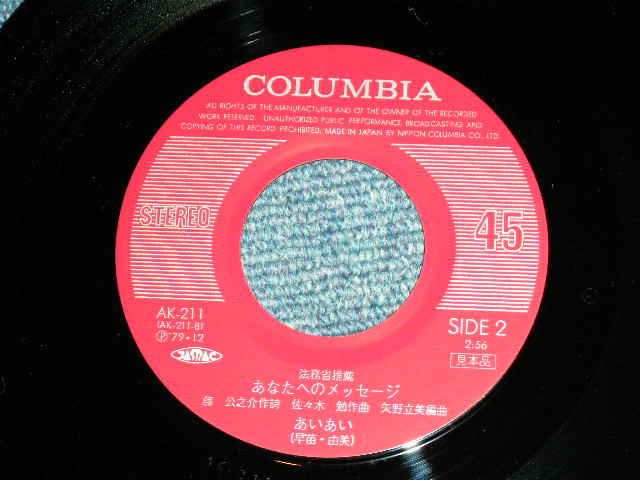 COLUMBIA
ALL RIGHTS OF THE MANUFACTURER AND OF THE OWNER OF THE RECORDED
WORK RESERVED. UNAUTHORIZED PUBLIC PERFORMANCE, BROADCASTING AND
COPYING OF THIS RECORD PROHIBITED, MADE IN JAPAN BY NIPPON COLUMBIA CO., LTD.
STEREO
45
AK-211
(AK-211-B)
Ⓟ'79・12
JASRAC
SIDE 2
2:56
見本品
法務省推薦
あなたへのメッセージ
藤 公之介作詩 佐々木 勉作曲 矢野立美編曲
あいあい
(早苗・由美)